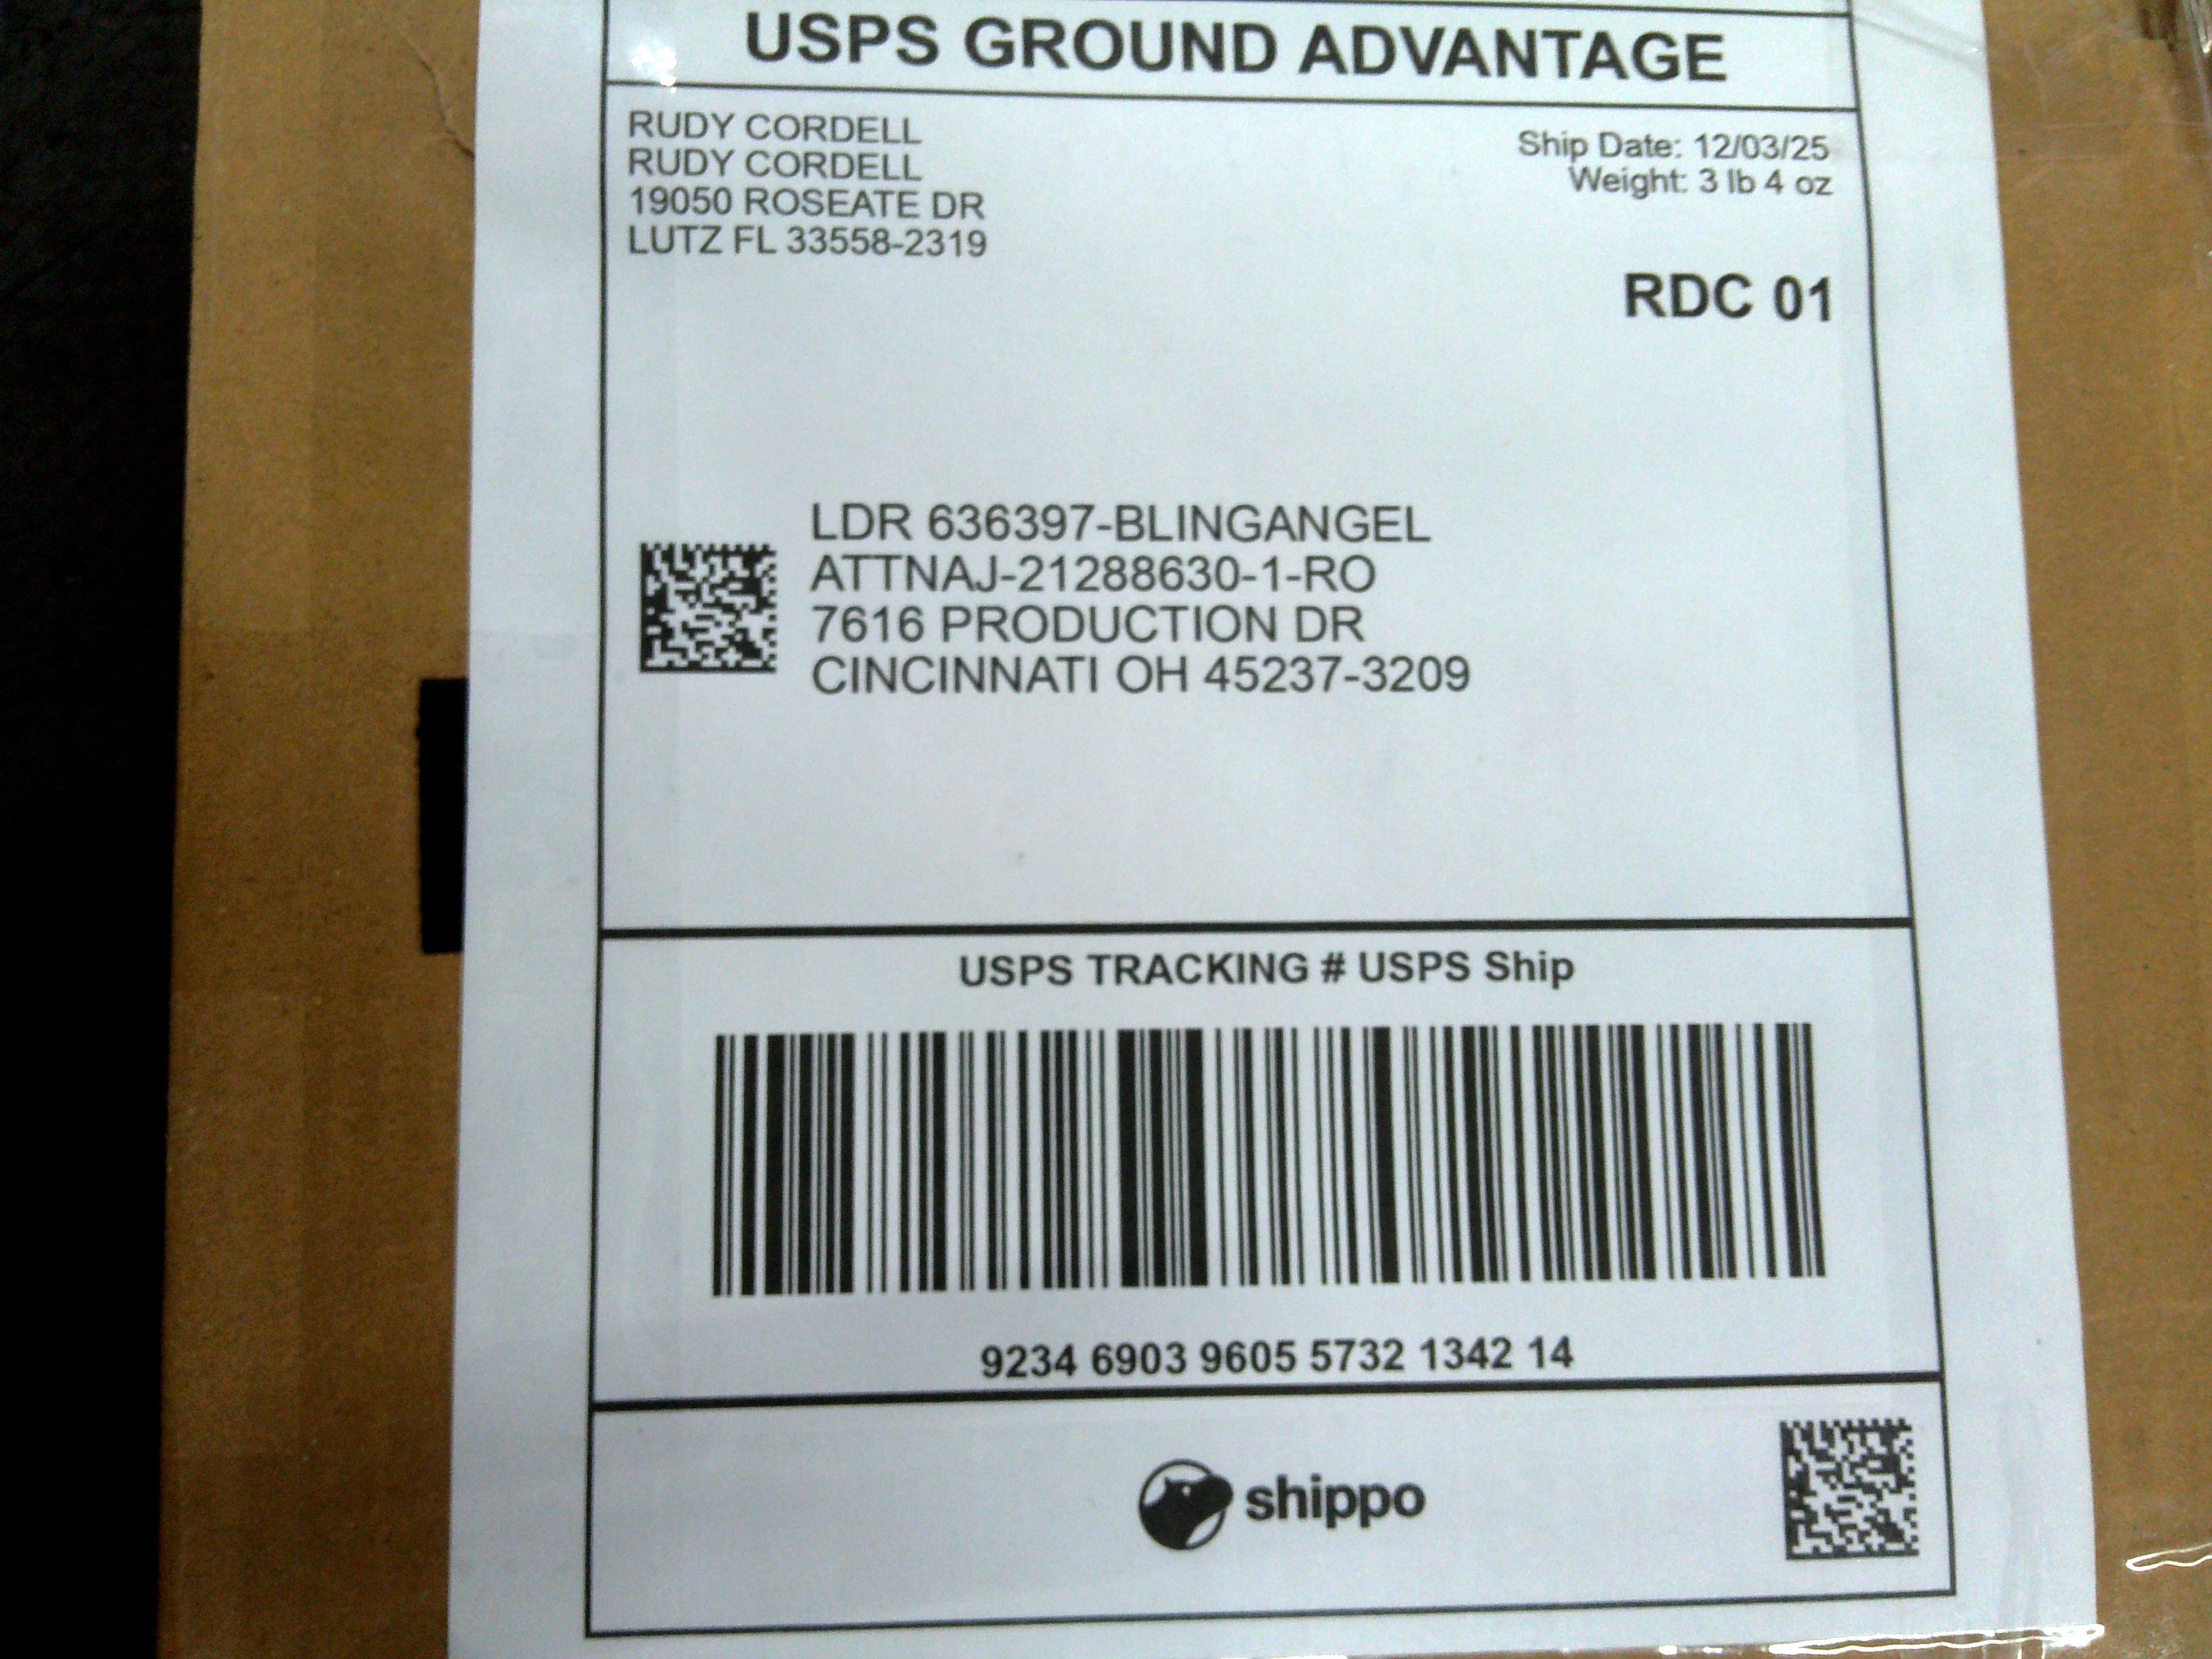 USPS GROUND ADVANTAGE
RUDY CORDELL
RUDY CORDELL
19050 ROSEATE DR
LUTZ FL 33558-2319
Ship Date: 12/03/25
Weight: 3 lb 4 oz
RDC 01
LDR 636397-BLINGANGEL
ATTNAJ-21288630-1-RO
7616 PRODUCTION DR
CINCINNATI OH 45237-3209
USPS TRACKING # USPS Ship
9234 6903 9605 5732 1342 14
shippo